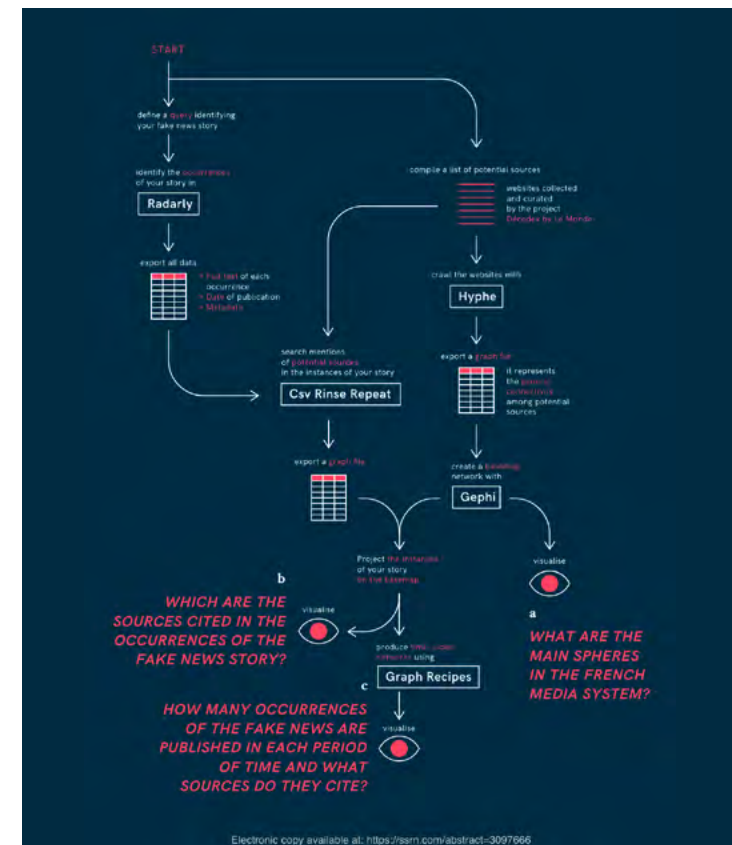 START
define a query identifying
your fake news story
identify the occurrences
of your story in
Radarly
export all data
+ Full text of each
occurrence
+ Date of publication
+ Metadata
compile a list of potential sources
websites collected
and curated
by the project
Décodex by Le Monde
crawl the websites with
Hyphe
export a graph file
it represents
the
among potential
sources
search mentions
of potential sources
in the instances of your story
Csv Rinse Repeat
export a graph file
create a basemap
network with
Gephi
Project the instances
of your story
on the basemap
visualise
a
WHAT ARE THE
MAIN SPHERES
IN THE FRENCH
MEDIA SYSTEM?
b
WHICH ARE THE
SOURCES CITED IN THE
OCCURRENCES OF THE
FAKE NEWS STORY?
visualise
produce
using
Graph Recipes
c
HOW MANY OCCURRENCES
OF THE FAKE NEWS ARE
PUBLISHED IN EACH PERIOD
OF TIME AND WHAT
SOURCES DO THEY CITE?
visualise
Electronic copy available at: https://ssrn.com/abstract=3097666